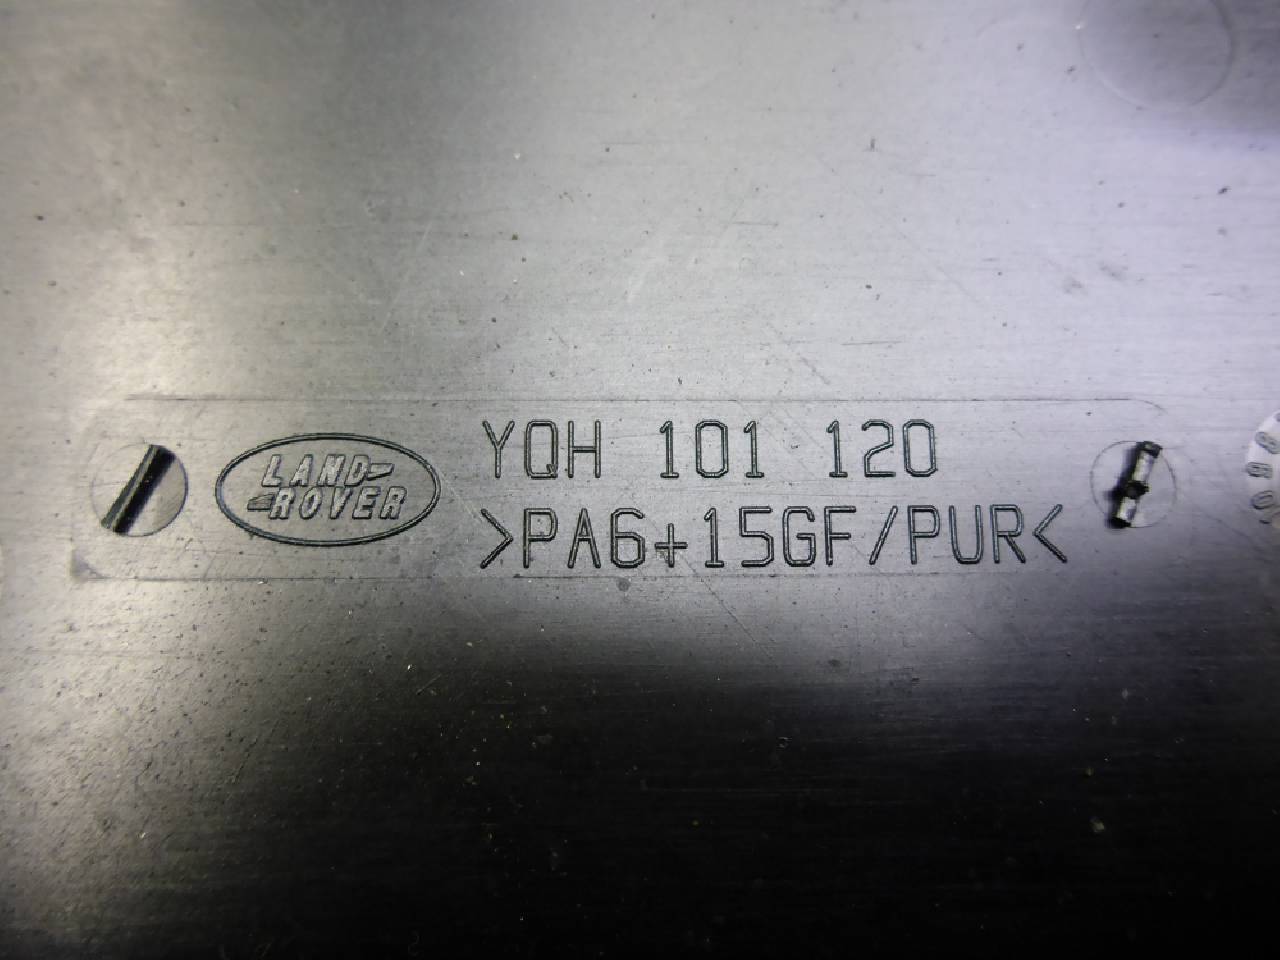 LAND
ROVER
YQH 101 120
>PA6+15GF/PUR<